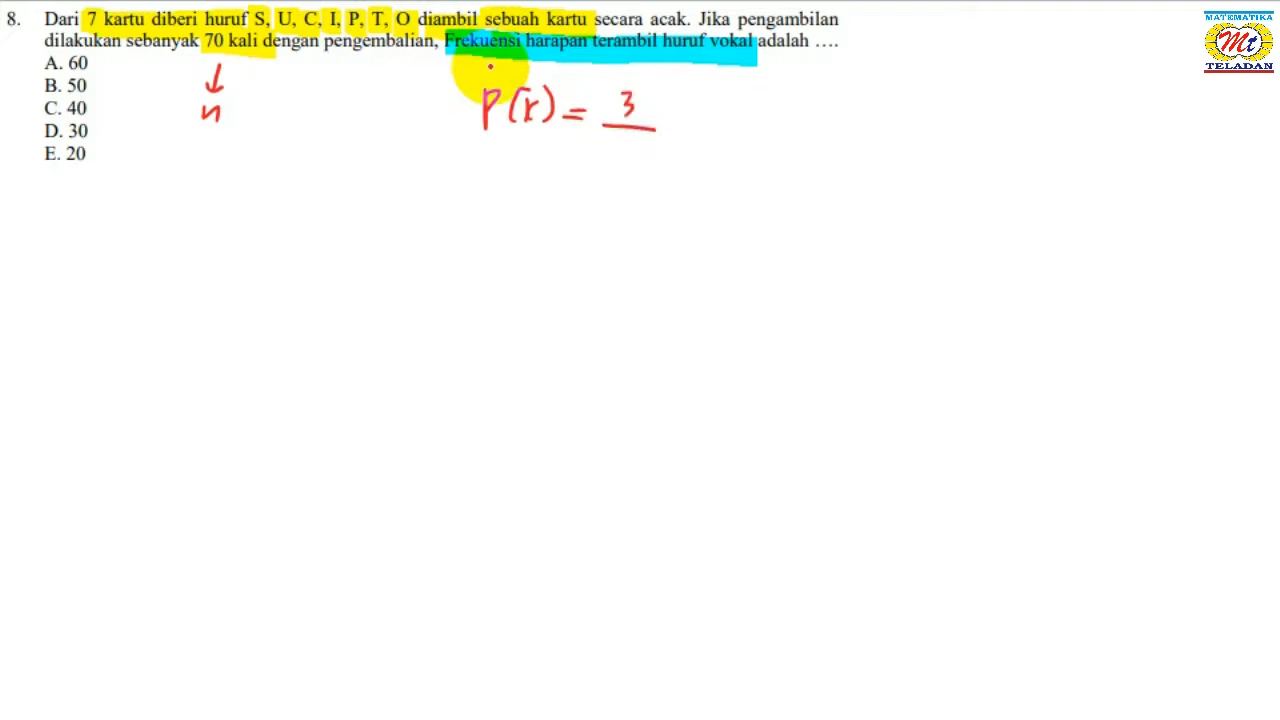 8. Dari 7 kartu diberi huruf S, U, C, I, P, T, O diambil sebuah kartu secara acak. Jika pengambilan
dilakukan sebanyak 70 kali dengan pengembalian, Frekuensi harapan terambil huruf vokal adalah ….
A. 60
B. 50
C. 40
D. 30
E. 20
n
P(r) = 3
MATEMATIKA
Mt
TELADAN